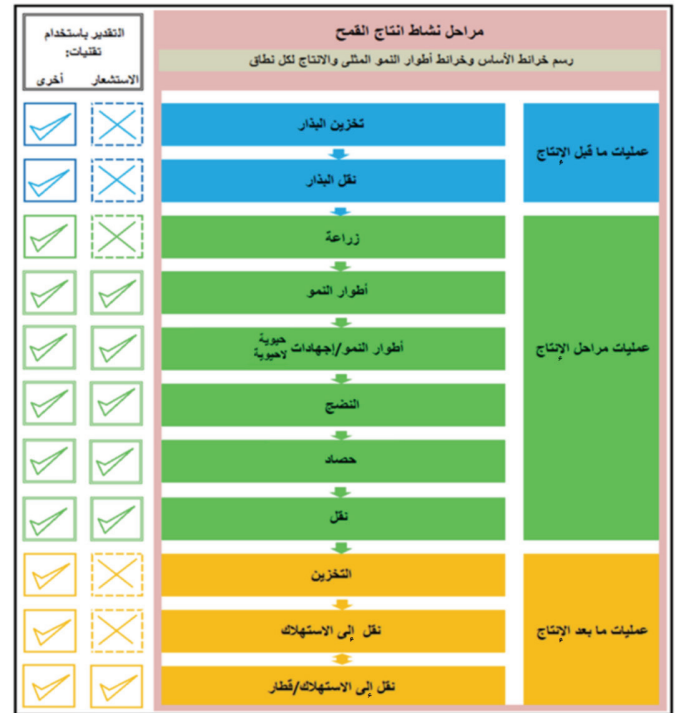 مراحل نشاط انتاج القمح
رسم خرائط الأساس وخرائط أطوار النمو المثلى والانتاج لكل نطاق
التقدير باستخدام
تقنيات:
الاستشعار أخرى
عمليات ما قبل الإنتاج
تخزين البذار
نقل البذار
عمليات مراحل الإنتاج
زراعة
أطوار النمو
أطوار النمو/إجهادات حيوية
لاحيوية
النضج
حصاد
نقل
عمليات ما بعد الإنتاج
التخزين
نقل إلى الاستهلاك
نقل إلى الاستهلاك/قطار